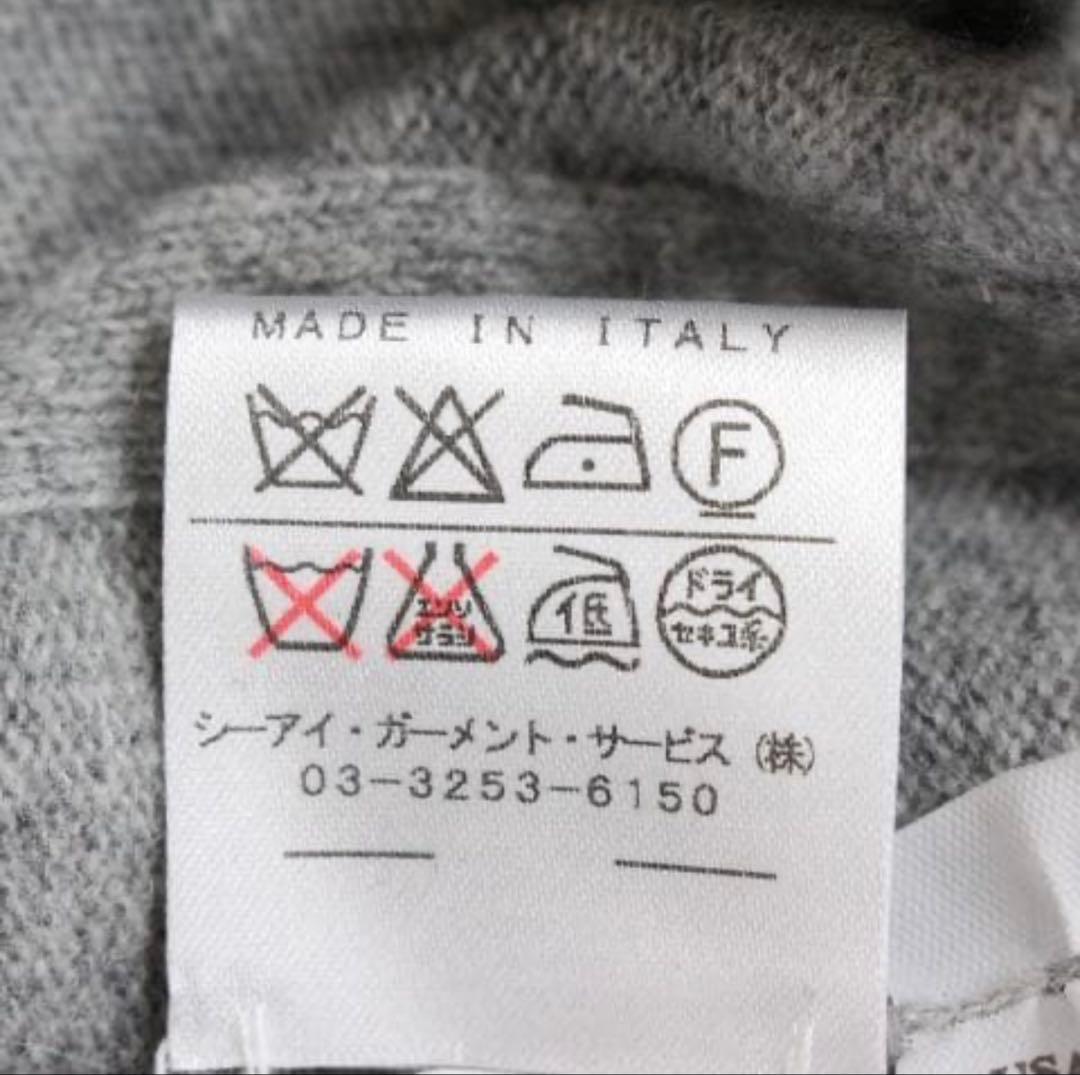 MADE IN ITALY
F
エンソ
サラシ
低
ドライ
セキユ系
シーアイ・ガーメント・サービス (株)
03-3253-6150
USA